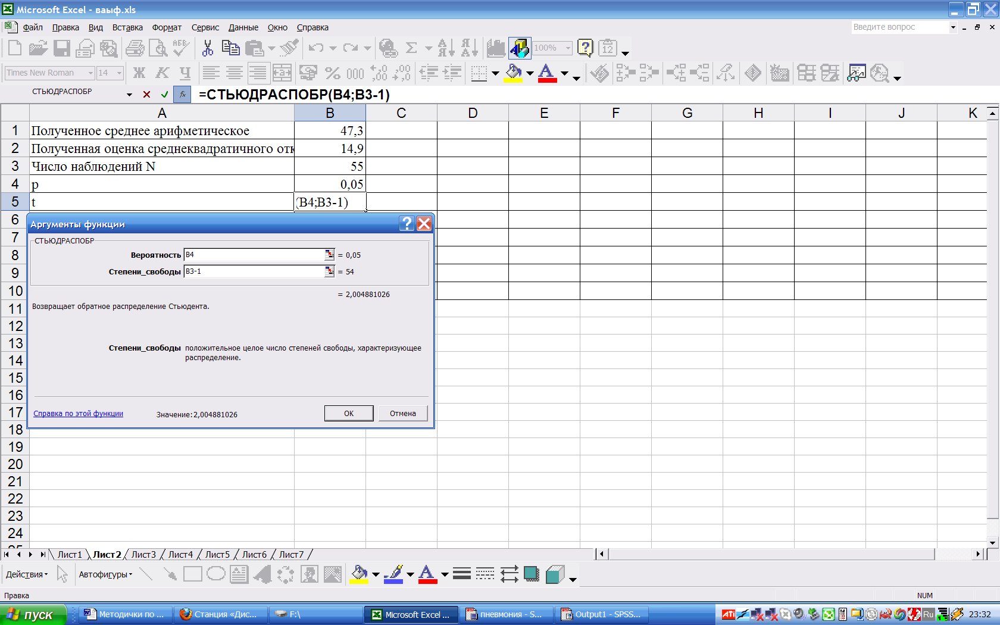 Microsoft Excel - ваыф.xls
Файл Правка Вид Вставка Формат Сервис Данные Окно Справка Введите вопрос
100%
Times New Roman 14 Ж К Ч % 000
СТЬЮДРАСПОБР =СТЬЮДРАСПОБР(B4;B3-1)
A B C D E F G H I J K
1 Полученное среднее арифметическое 47,3
2 Полученная оценка среднеквадратичного отк 14,9
3 Число наблюдений N 55
4 p 0,05
5 t (B4;B3-1)
6
Аргументы функции
7
СТЬЮДРАСПОБР
8 Вероятность B4 = 0,05
9 Степени_свободы B3-1 = 54
10 = 2,004881026
11 Возвращает обратное распределение Стьюдента.
12
13 Степени_свободы положительное целое число степеней свободы, характеризующее
14 распределение.
15
16
17 Справка по этой функции Значение:2,004881026 OK Отмена
18
19
20
21
22
23
24
25
Лист1 Лист2 Лист3 Лист4 Лист5 Лист6 Лист7
Действия Автофигуры
Правка NUM
пуск Методички по ... Станция «Дис... F:\ Microsoft Excel ... пневмония - S... Output1 - SPSS... ATI Ru 23:32